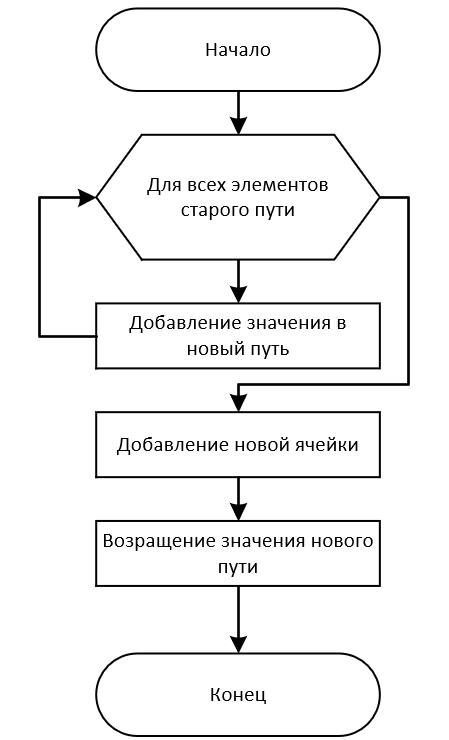 Начало
Для всех элементов
старого пути
Добавление значения в
новый путь
Добавление новой ячейки
Возращение значения нового
пути
Конец